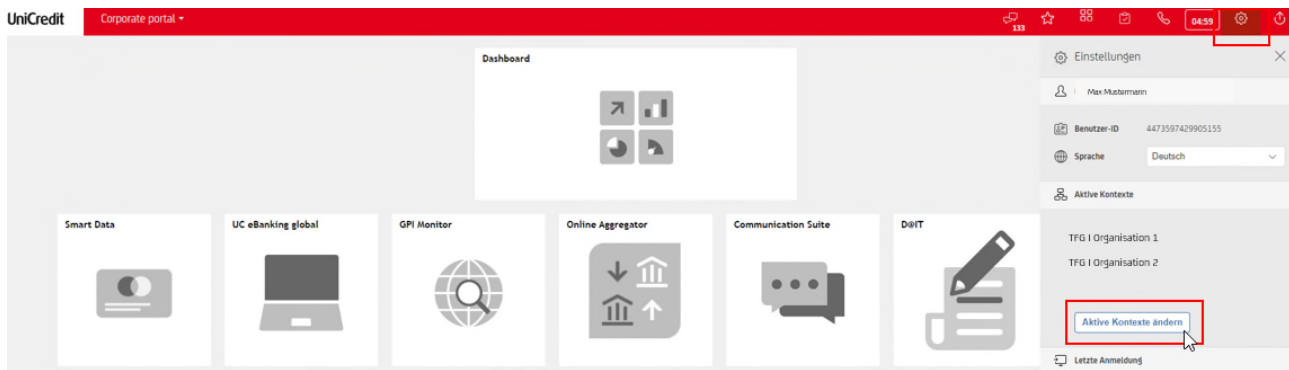 UniCredit
Corporate portal
133
04:59
Dashboard
Smart Data
UC eBanking global
GPI Monitor
Online Aggregator
Communication Suite
D@IT
Einstellungen
Max Mustermann
Benutzer-ID 4473597429905155
Sprache Deutsch
Aktive Kontexte
TFG I Organisation 1
TFG I Organisation 2
Aktive Kontexte ändern
Letzte Anmeldung